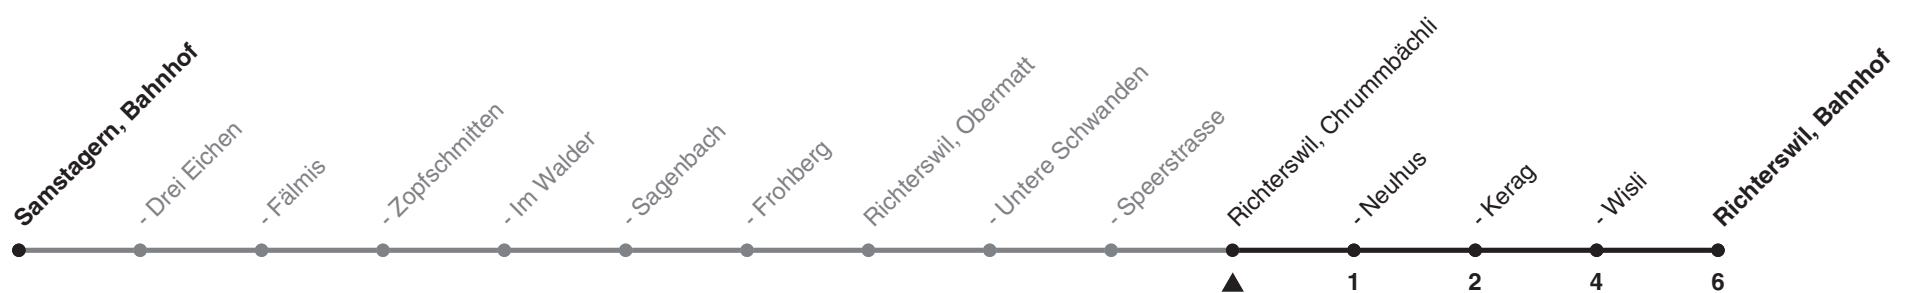 Samstagern, Bahnhof
- Drei Eichen
- Fälmis
- Zopfschmitten
- Im Walder
- Sagenbach
- Frohberg
Richterswil, Obermatt
- Untere Schwanden
- Speerstrasse
Richterswil, Chrummbächli
- Neuhus
- Kerag
- Wisli
Richterswil, Bahnhof
1 2 4 6